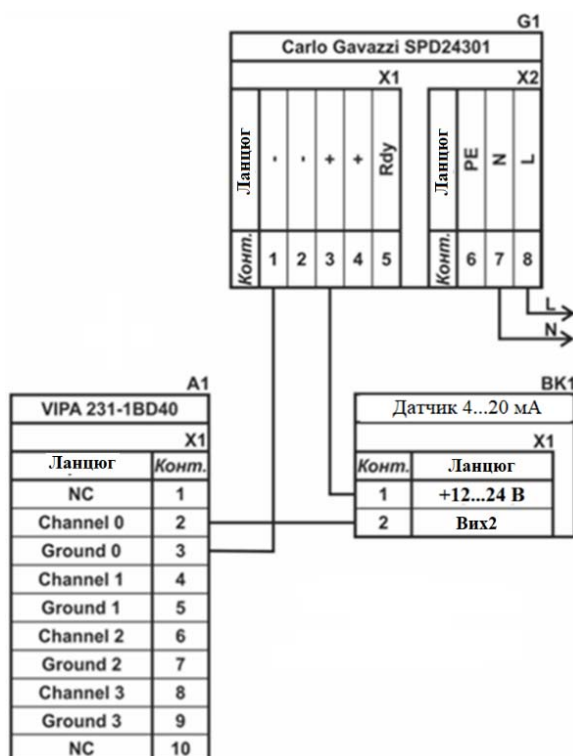 G1
Carlo Gavazzi SPD24301
X1 X2
Ланцюг - - + + Rdy Ланцюг PE N L
Конт. 1 2 3 4 5 Конт. 6 7 8
L
N
A1
VIPA 231-1BD40
X1
Ланцюг Конт.
NC 1
Channel 0 2
Ground 0 3
Channel 1 4
Ground 1 5
Channel 2 6
Ground 2 7
Channel 3 8
Ground 3 9
NC 10
BK1
Датчик 4...20 мА
X1
Конт. Ланцюг
1 +12...24 В
2 Вих2